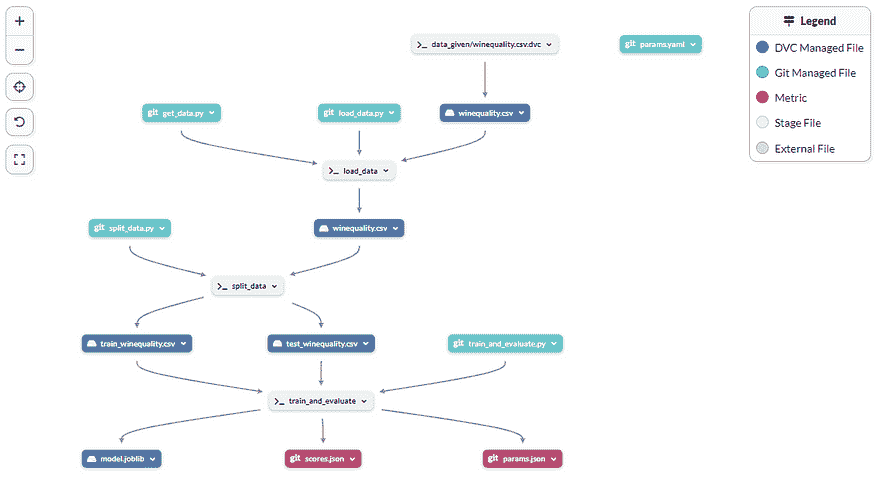 data_given/winequality.csv.dvc
git params.yaml
Legend
DVC Managed File
Git Managed File
Metric
Stage File
External File
git get_data.py
git load_data.py
winequality.csv
>_ load_data
git split_data.py
winequality.csv
>_ split_data
train_winequality.csv
test_winequality.csv
git train_and_evaluate.py
>_ train_and_evaluate
model.joblib
git scores.json
git params.json